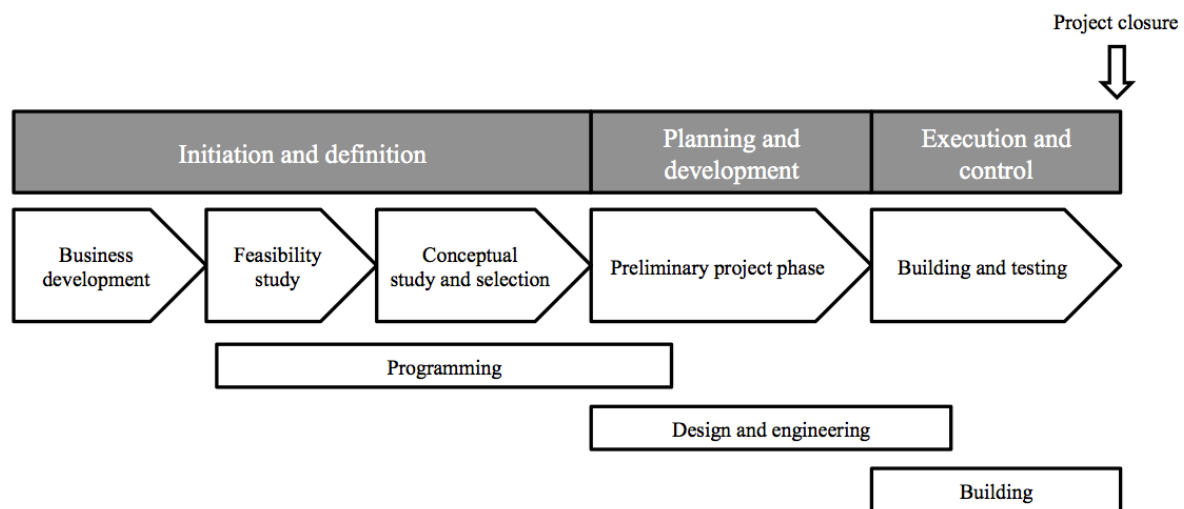 Project closure
Initiation and definition
Planning and
development
Execution and
control
Business
development
Feasibility
study
Conceptual
study and selection
Preliminary project phase
Building and testing
Programming
Design and engineering
Building